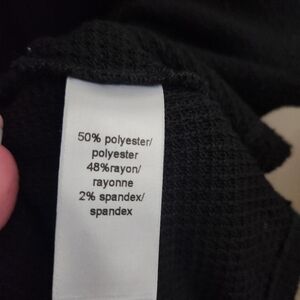 50% polyester/
polyester
48%rayon/
rayonne
2% spandex/
spandex